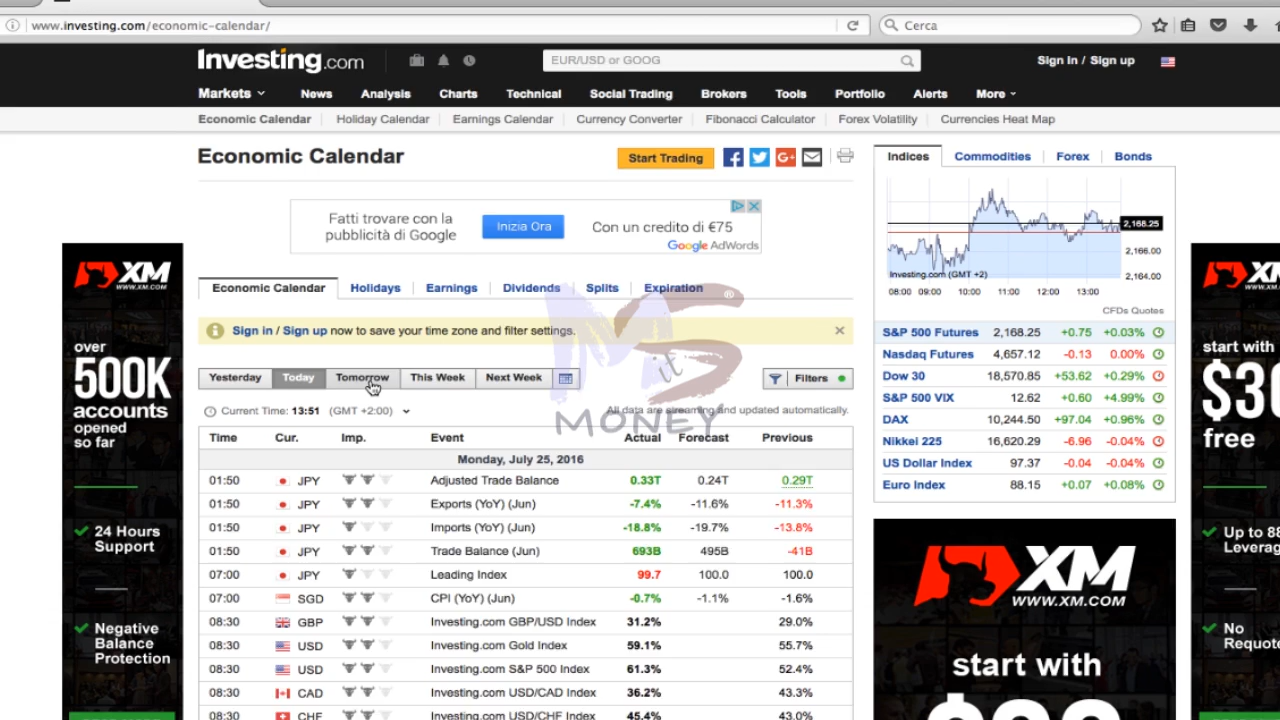 www.investing.com/economic-calendar/
Cerca
Investing.com
EUR/USD or GOOG
Sign In / Sign up
Markets
News
Analysis
Charts
Technical
Social Trading
Brokers
Tools
Portfolio
Alerts
More
Economic Calendar
Holiday Calendar
Earnings Calendar
Currency Converter
Fibonacci Calculator
Forex Volatility
Currencies Heat Map
Economic Calendar
Start Trading
Fatti trovare con la
pubblicità di Google
Inizia Ora
Con un credito di €75
Google AdWords
Economic Calendar
Holidays
Earnings
Dividends
Splits
Expiration
Sign in / Sign up now to save your time zone and filter settings.
Yesterday
Today
Tomorrow
This Week
Next Week
Filters
Current Time: 13:51 (GMT +2:00)
All data are streaming and updated automatically.
MS ®
it
MONEY
Time Cur. Imp. Event Actual Forecast Previous
Monday, July 25, 2016
01:50 JPY Adjusted Trade Balance 0.33T 0.24T 0.29T
01:50 JPY Exports (YoY) (Jun) -7.4% -11.6% -11.3%
01:50 JPY Imports (YoY) (Jun) -18.8% -19.7% -13.8%
01:50 JPY Trade Balance (Jun) 693B 495B -41B
07:00 JPY Leading Index 99.7 100.0 100.0
07:00 SGD CPI (YoY) (Jun) -0.7% -1.1% -1.6%
08:30 GBP Investing.com GBP/USD Index 31.2% 29.0%
08:30 USD Investing.com Gold Index 59.1% 55.7%
08:30 USD Investing.com S&P 500 Index 61.3% 52.4%
08:30 CAD Investing.com USD/CAD Index 36.2% 43.3%
08:30 CHF Investing.com USD/CHF Index 45.4% 43.0%
Indices
Commodities
Forex
Bonds
2,168.25
2,166.00
2,164.00
Investing.com (GMT +2)
08:00 09:00 10:00 11:00 12:00 13:00
CFDs Quotes
S&P 500 Futures 2,168.25 +0.75 +0.03%
Nasdaq Futures 4,657.12 -0.13 0.00%
Dow 30 18,570.85 +53.62 +0.29%
S&P 500 VIX 12.62 +0.60 +4.99%
DAX 10,244.50 +97.04 +0.96%
Nikkei 225 16,620.29 -6.96 -0.04%
US Dollar Index 97.37 -0.04 -0.04%
Euro Index 88.15 +0.07 +0.08%
XM
WWW.XM.COM
over
500K
accounts
opened
so far
24 Hours
Support
Negative
Balance
Protection
XM
WWW.XM.COM
start with
XM
WWW.XM.COM
start with
$30
free
Up to 88
No